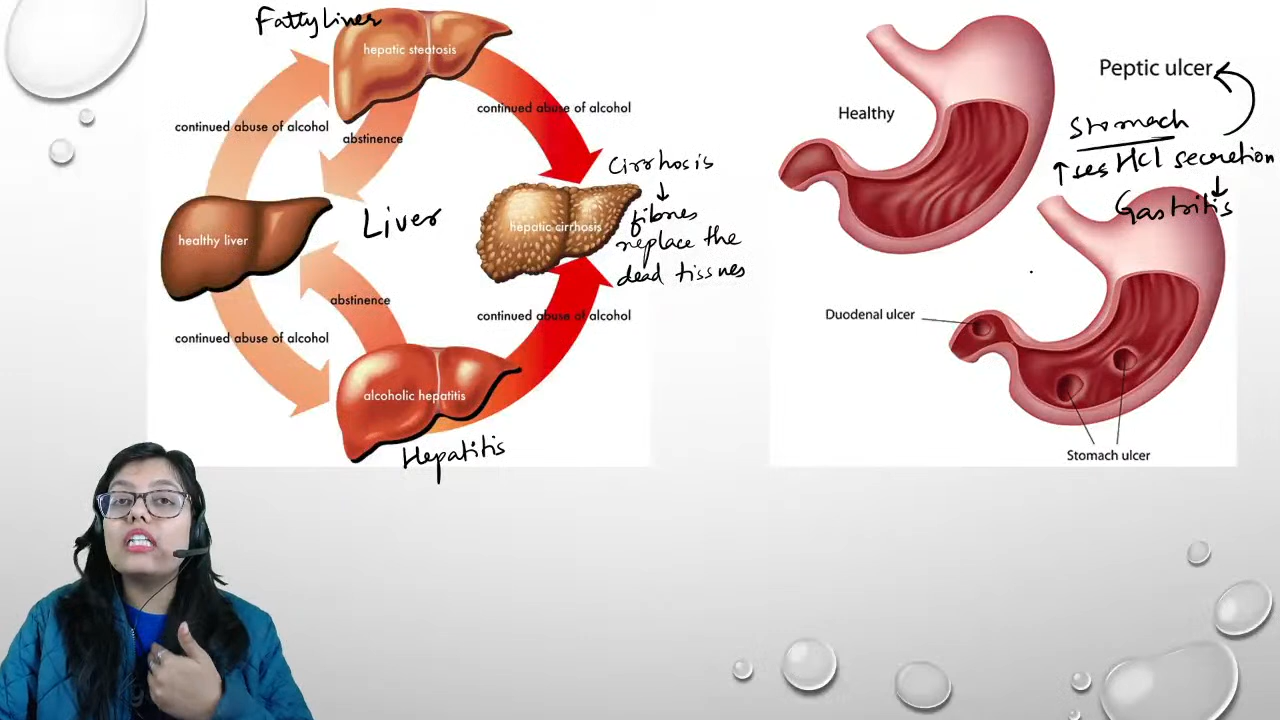 Fatty Liver
hepatic steatosis
continued abuse of alcohol
continued abuse of alcohol
abstinence
Cirrhosis
↓
fibres
replace the
dead tissues
healthy liver
Liver
hepatic cirrhosis
abstinence
continued abuse of alcohol
continued abuse of alcohol
alcoholic hepatitis
Hepatitis
Healthy
Peptic ulcer
Stomach
↑ses HCl secretion
↓
Gastritis
Duodenal ulcer
Stomach ulcer